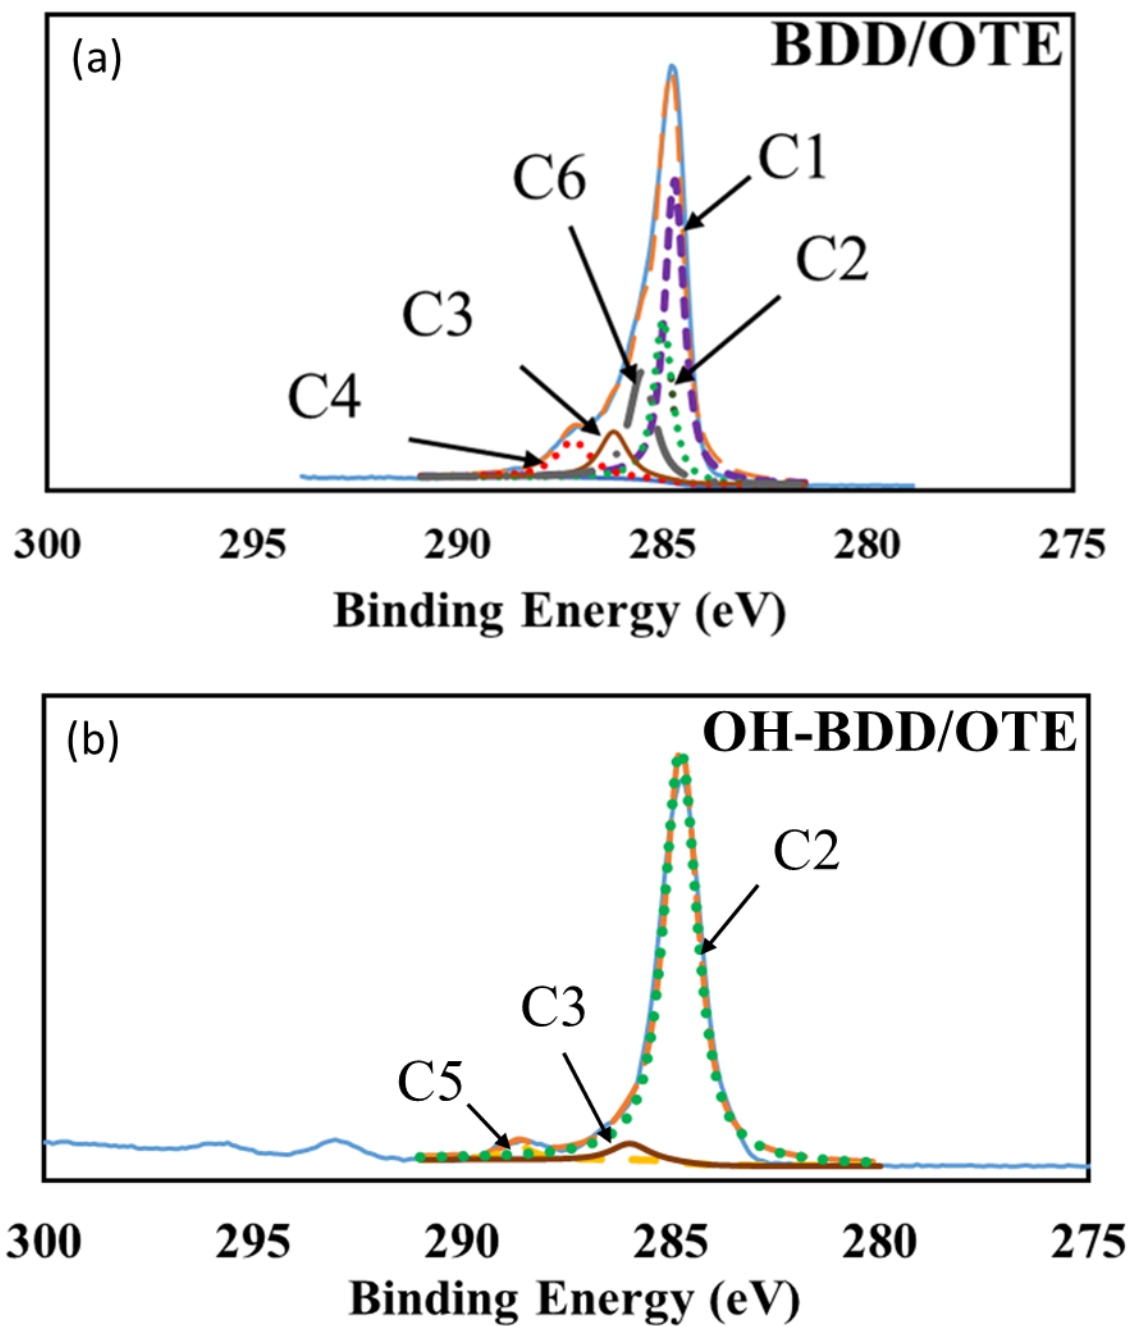 (a)
BDD/OTE
C1
C6
C2
C3
C4
300 295 290 285 280 275
Binding Energy (eV)
(b)
OH-BDD/OTE
C2
C3
C5
300 295 290 285 280 275
Binding Energy (eV)